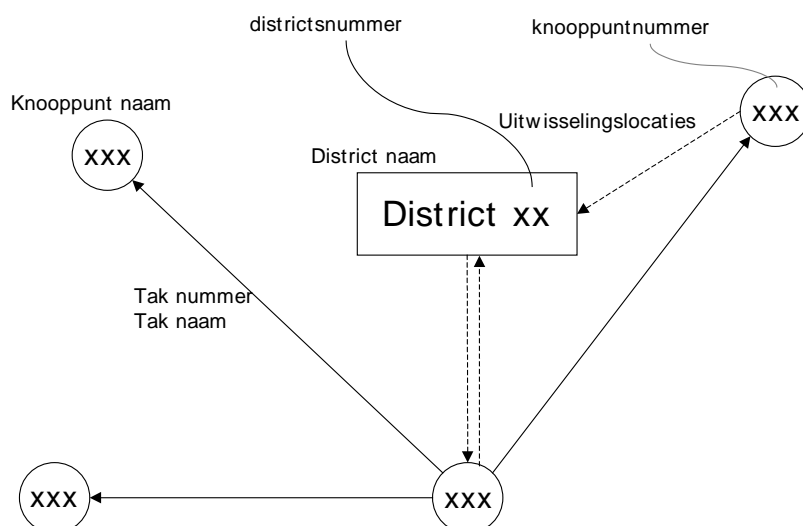 districtsnummer
knooppuntnummer
Knooppunt naam
xxx
xxx
Uitwisselingslocaties
District naam
District xx
Tak nummer
Tak naam
xxx
xxx